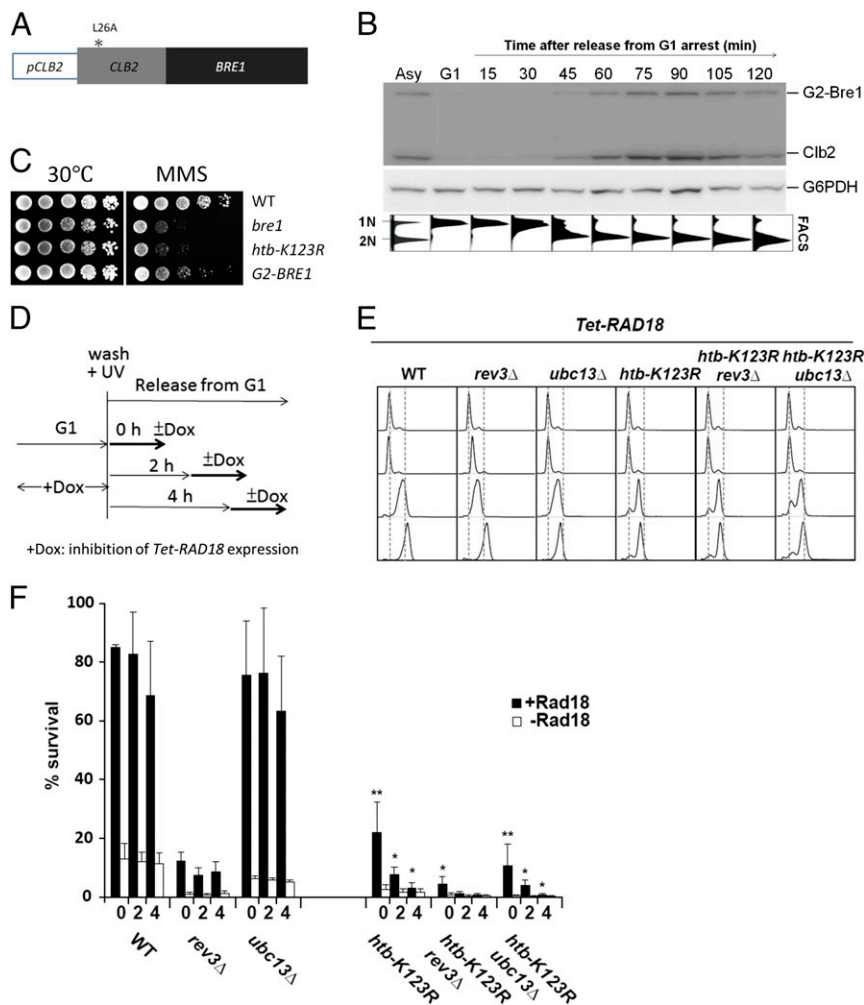 A
L26A
*
pCLB2 CLB2 BRE1
B
Time after release from G1 arrest (min)
Asy G1 15 30 45 60 75 90 105 120
G2-Bre1
Clb2
G6PDH
1N
2N
FACS
C
30°C MMS
WT
bre1
htb-K123R
G2-BRE1
D
wash
+ UV
Release from G1
G1
0 h ±Dox
2 h ±Dox
+Dox
4 h ±Dox
+Dox: inhibition of Tet-RAD18 expression
E
Tet-RAD18
WT rev3Δ ubc13Δ htb-K123R htb-K123R rev3Δ htb-K123R ubc13Δ
F
% survival
100
80
60
40
20
0
+Rad18
-Rad18
** * * * ** * *
0 2 4 0 2 4 0 2 4 0 2 4 0 2 4 0 2 4
WT rev3Δ ubc13Δ htb-K123R htb-K123R rev3Δ htb-K123R ubc13Δ